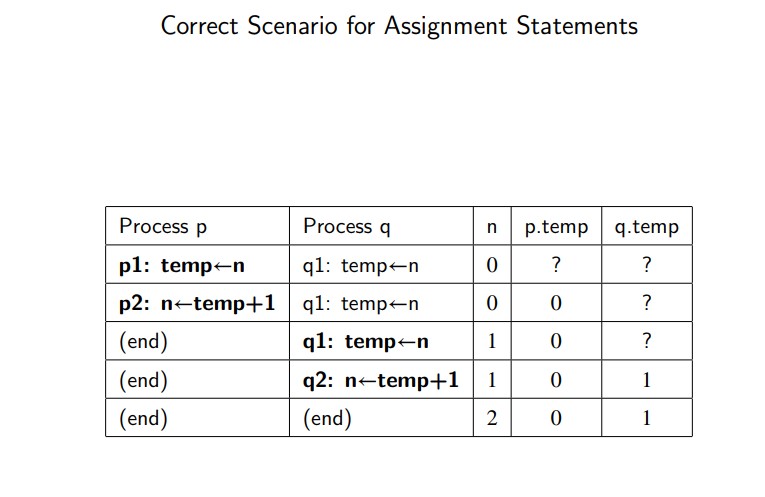 Correct Scenario for Assignment Statements
Process p Process q n p.temp q.temp
p1: temp←n q1: temp←n 0 ? ?
p2: n←temp+1 q1: temp←n 0 0 ?
(end) q1: temp←n 1 0 ?
(end) q2: n←temp+1 1 0 1
(end) (end) 2 0 1